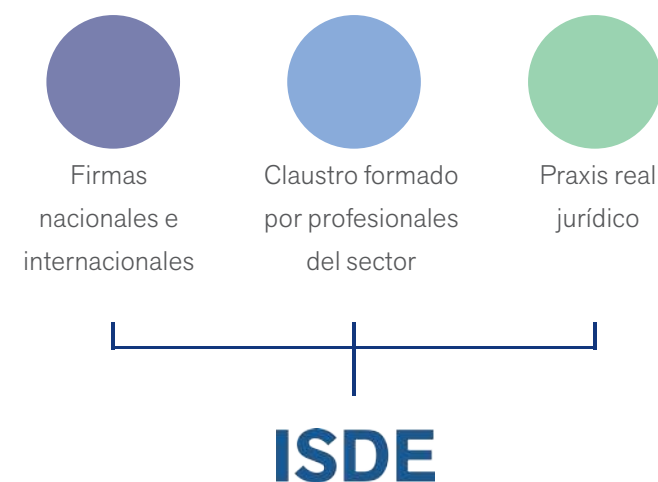 Firmas
nacionales e
internacionales
Claustro formado
por profesionales
del sector
Praxis real
jurídico
ISDE